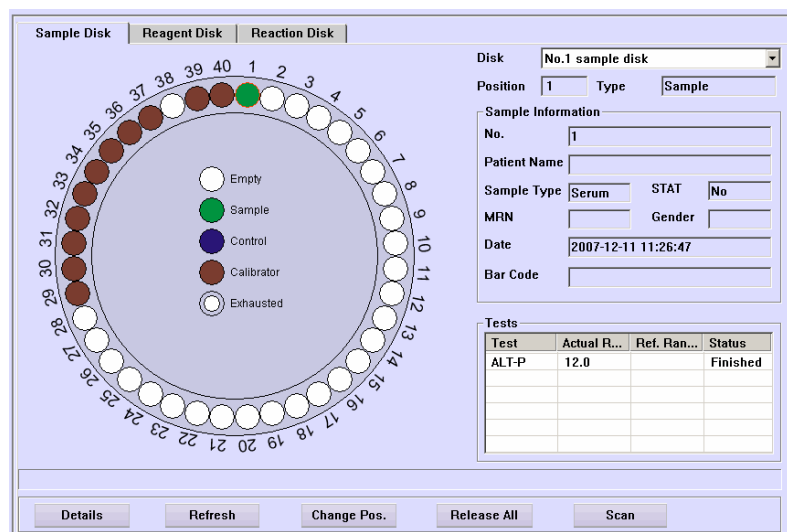 Sample Disk Reagent Disk Reaction Disk
1
2
3
4
5
6
7
8
9
10
11
12
13
14
15
16
17
18
19
20
21
22
23
24
25
26
27
28
29
30
31
32
33
34
35
36
37
38
39
40
Empty
Sample
Control
Calibrator
Exhausted
Disk No.1 sample disk
Position 1 Type Sample
Sample Information
No. 1
Patient Name
Sample Type Serum STAT No
MRN Gender
Date 2007-12-11 11:26:47
Bar Code
Tests
Test Actual R... Ref. Ran... Status
ALT-P 12.0 Finished
Details Refresh Change Pos. Release All Scan